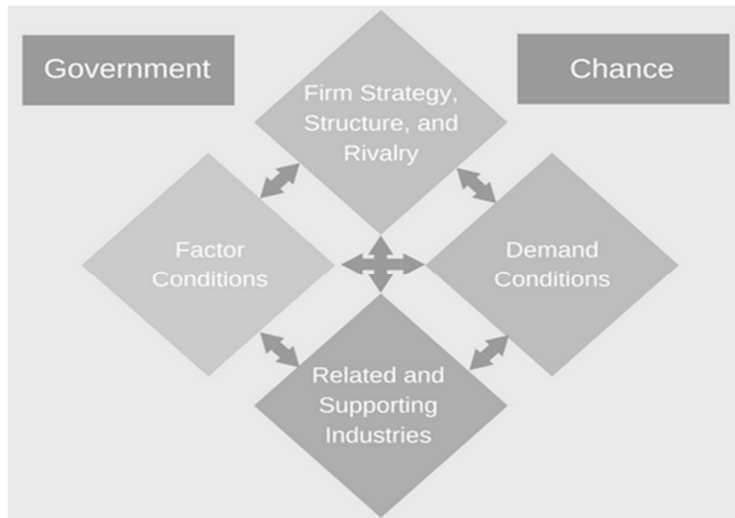 Government
Chance
Firm Strategy,
Structure, and
Rivalry
Factor
Conditions
Demand
Conditions
Related and
Supporting
Industries